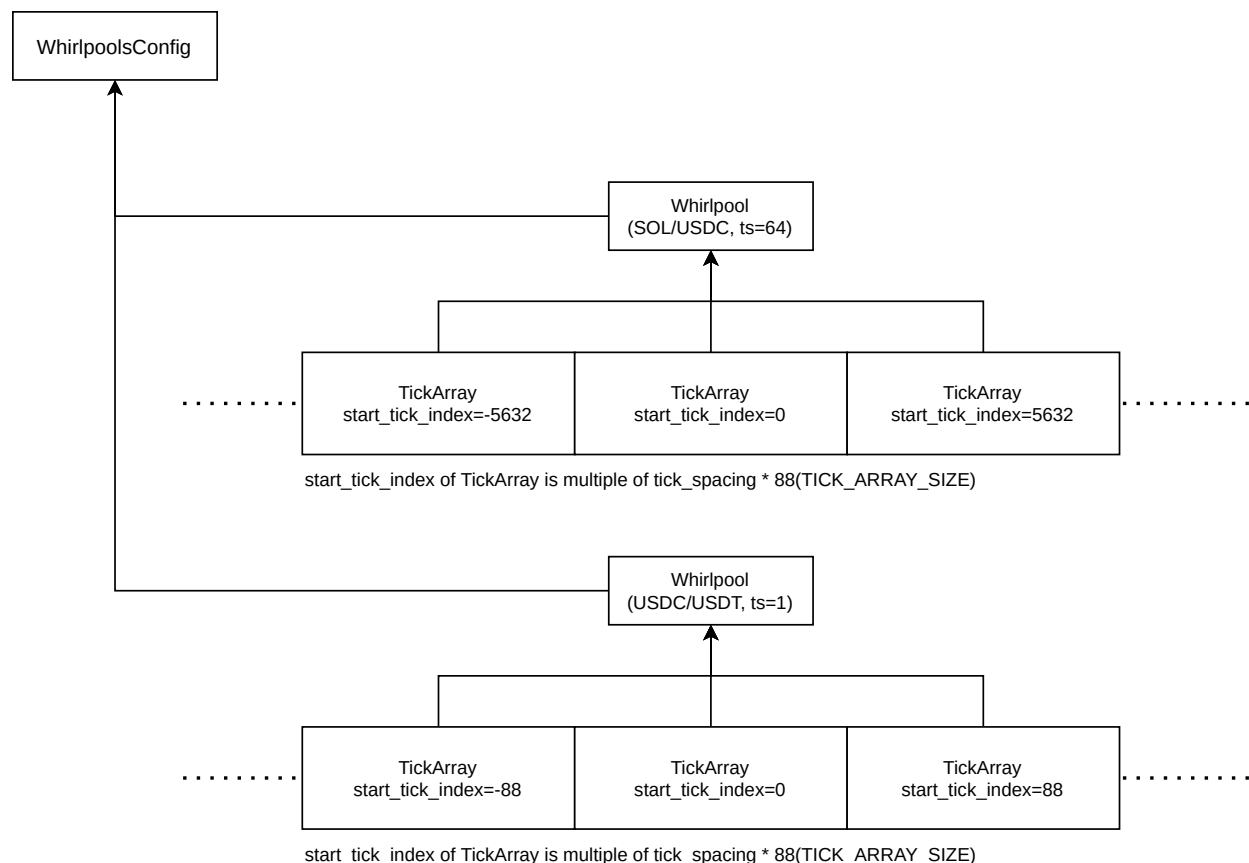 WhirlpoolsConfig
Whirlpool
(SOL/USDC, ts=64)
TickArray
start_tick_index=-5632
TickArray
start_tick_index=0
TickArray
start_tick_index=5632
start_tick_index of TickArray is multiple of tick_spacing * 88(TICK_ARRAY_SIZE)
Whirlpool
(USDC/USDT, ts=1)
TickArray
start_tick_index=-88
TickArray
start_tick_index=0
TickArray
start_tick_index=88
start_tick_index of TickArray is multiple of tick_spacing * 88(TICK_ARRAY_SIZE)